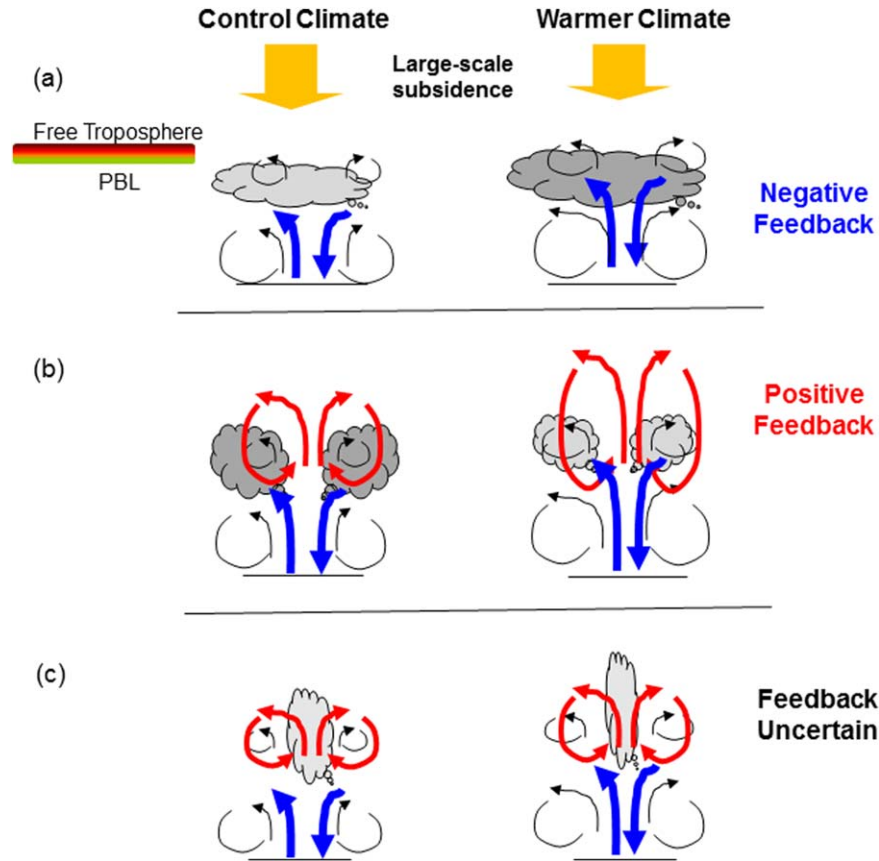 Control Climate
Warmer Climate
Large-scale
subsidence
(a)
Free Troposphere
PBL
Negative
Feedback
(b)
Positive
Feedback
(c)
Feedback
Uncertain